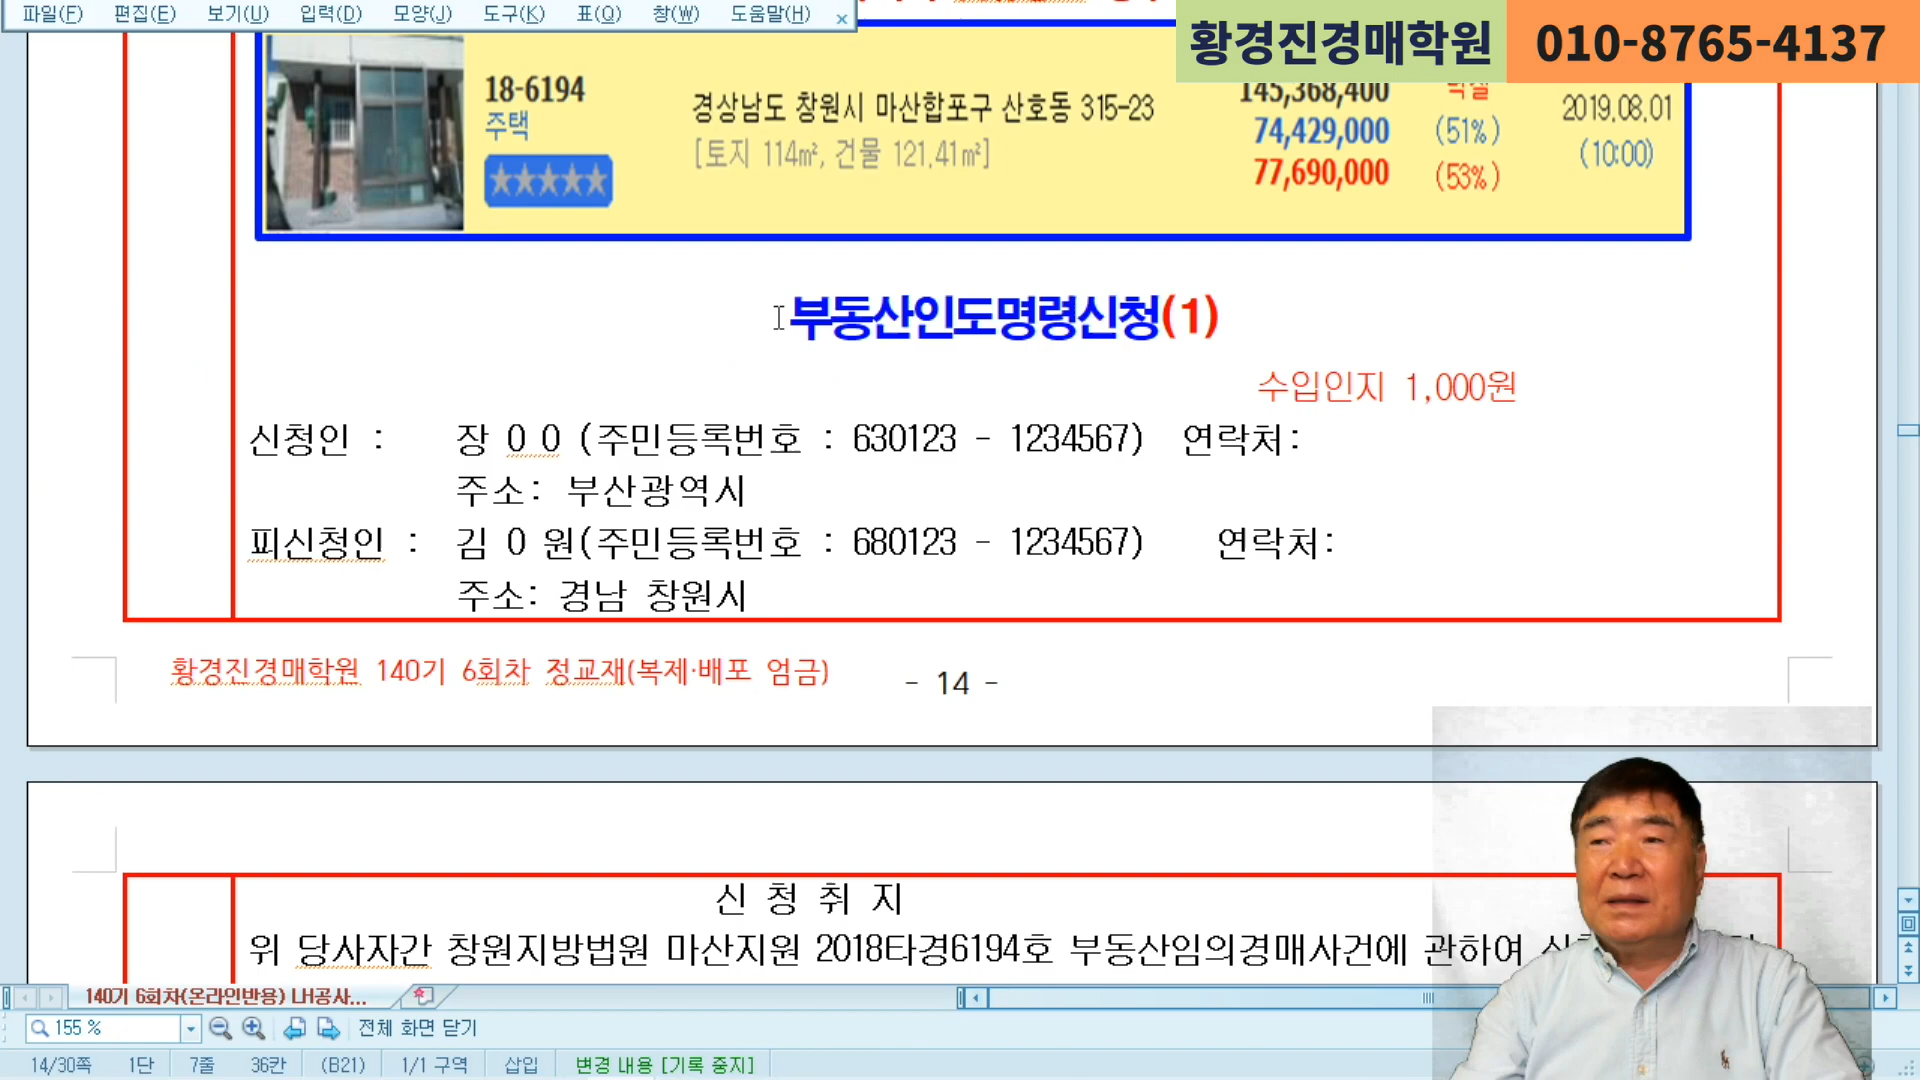 파일(F) 편집(E) 보기(U) 입력(D) 모양(J) 도구(K) 표(Q) 창(W) 도움말(H) x
황경진경매학원 010-8765-4137
18-6194
주택
경상남도 창원시 마산합포구 산호동 315-23
[토지 114㎡, 건물 121.41㎡]
145,368,400
74,429,000 (51%)
77,690,000 (53%)
2019.08.01
(10:00)
부동산인도명령신청(1)
수입인지 1,000원
신청인 : 장 0 0 (주민등록번호 : 630123 - 1234567) 연락처:
주소: 부산광역시
피신청인 : 김 0 원(주민등록번호 : 680123 - 1234567) 연락처:
주소: 경남 창원시
황경진경매학원 140기 6회차 정교재(복제·배포 엄금)
- 14 -
신 청 취 지
위 당사자간 창원지방법원 마산지원 2018타경6194호 부동산임의경매사건에 관하여
140기 6회차(온라인반용) LH공사...
155 % 전체 화면 닫기
14/30쪽 1단 7줄 36칸 (B21) 1/1 구역 삽입 변경 내용 [기록 중지]